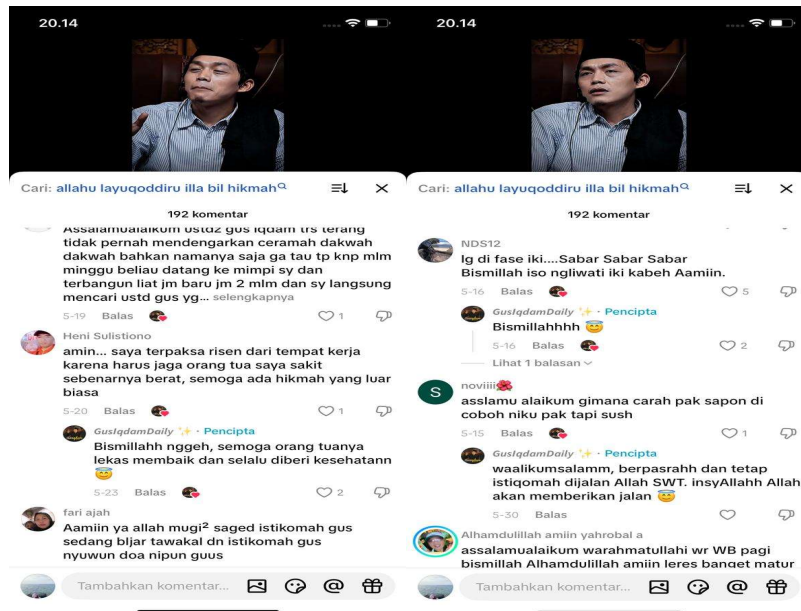 20.14
Cari: allahu layuqoddiru illa bil hikmah
192 komentar
Assalamualaikum ustdz gus iqdam trs terang
tidak pernah mendengarkan ceramah dakwah
dakwah bahkan namanya saja ga tau tp knp mlm
minggu beliau datang ke mimpi sy dan
terbangun liat jm baru jm 2 mlm dan sy langsung
mencari ustd gus yg... selengkapnya
5-19 Balas 1
Heni Sulistiono
amin... saya terpaksa risen dari tempat kerja
karena harus jaga orang tua saya sakit
sebenarnya berat, semoga ada hikmah yang luar
biasa
5-20 Balas 1
GusIqdamDaily · Pencipta
Bismillahh nggeh, semoga orang tuanya
lekas membaik dan selalu diberi kesehatann
5-23 Balas 2
fari ajah
Aamiin ya allah mugi² saged istikomah gus
sedang bljar tawakal dn istikomah gus
nyuwun doa nipun guus
Tambahkan komentar...
20.14
Cari: allahu layuqoddiru illa bil hikmah
192 komentar
NDS12
lg di fase iki....Sabar Sabar Sabar
Bismillah iso ngliwati iki kabeh Aamiin.
5-16 Balas 5
GusIqdamDaily · Pencipta
Bismillahhhh
5-16 Balas 2
Lihat 1 balasan
S
noviiii
asslamu alaikum gimana carah pak sapon di
coboh niku pak tapi sush
5-15 Balas 1
GusIqdamDaily · Pencipta
waalikumsalamm, berpasrahh dan tetap
istiqomah dijalan Allah SWT. insyAllahh Allah
akan memberikan jalan
5-30 Balas
Alhamdulillah amiin yahrobal a
assalamualaikum warahmatullahi wr WB pagi
bismillah Alhamdulillah amiin leres banget matur
Tambahkan komentar...